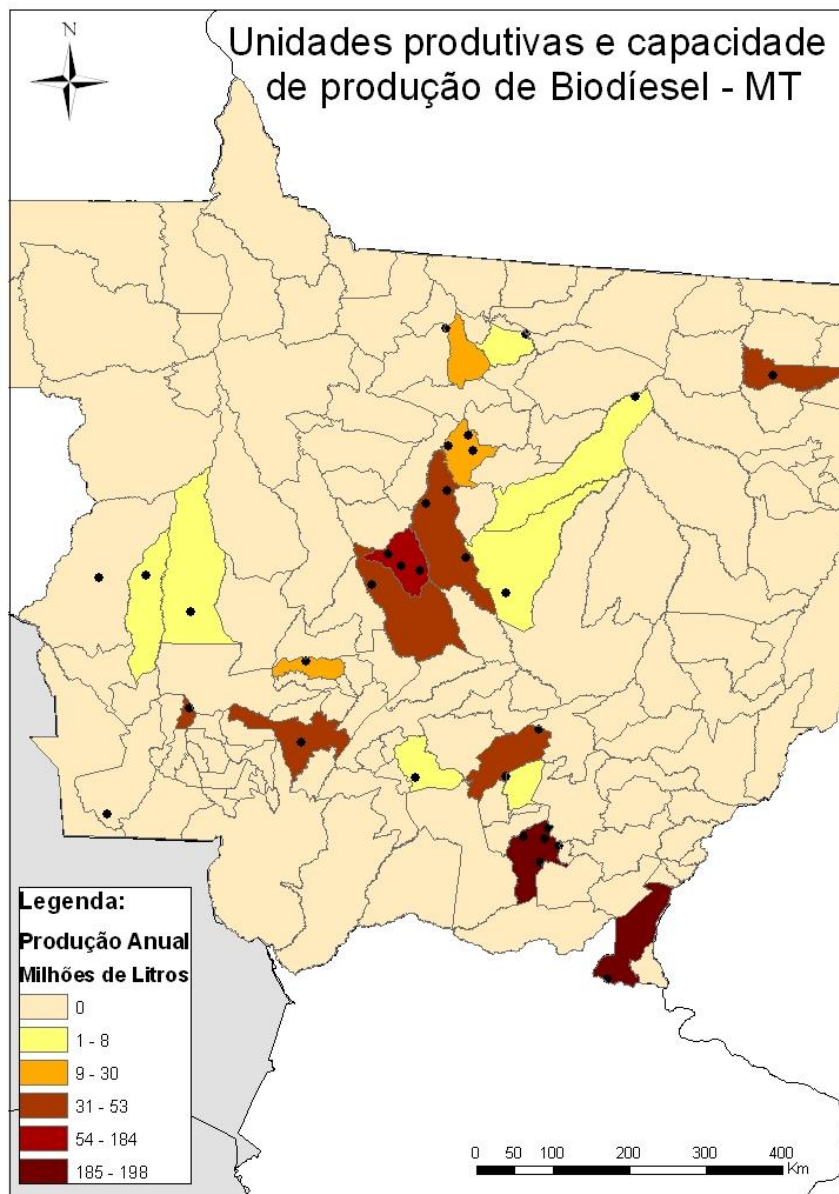 N
Unidades produtivas e capacidade
de produção de Biodíesel - MT
Legenda:
Produção Anual
Milhões de Litros
0
1 - 8
9 - 30
31 - 53
54 - 184
185 - 198
0 50 100 200 300 400
Km